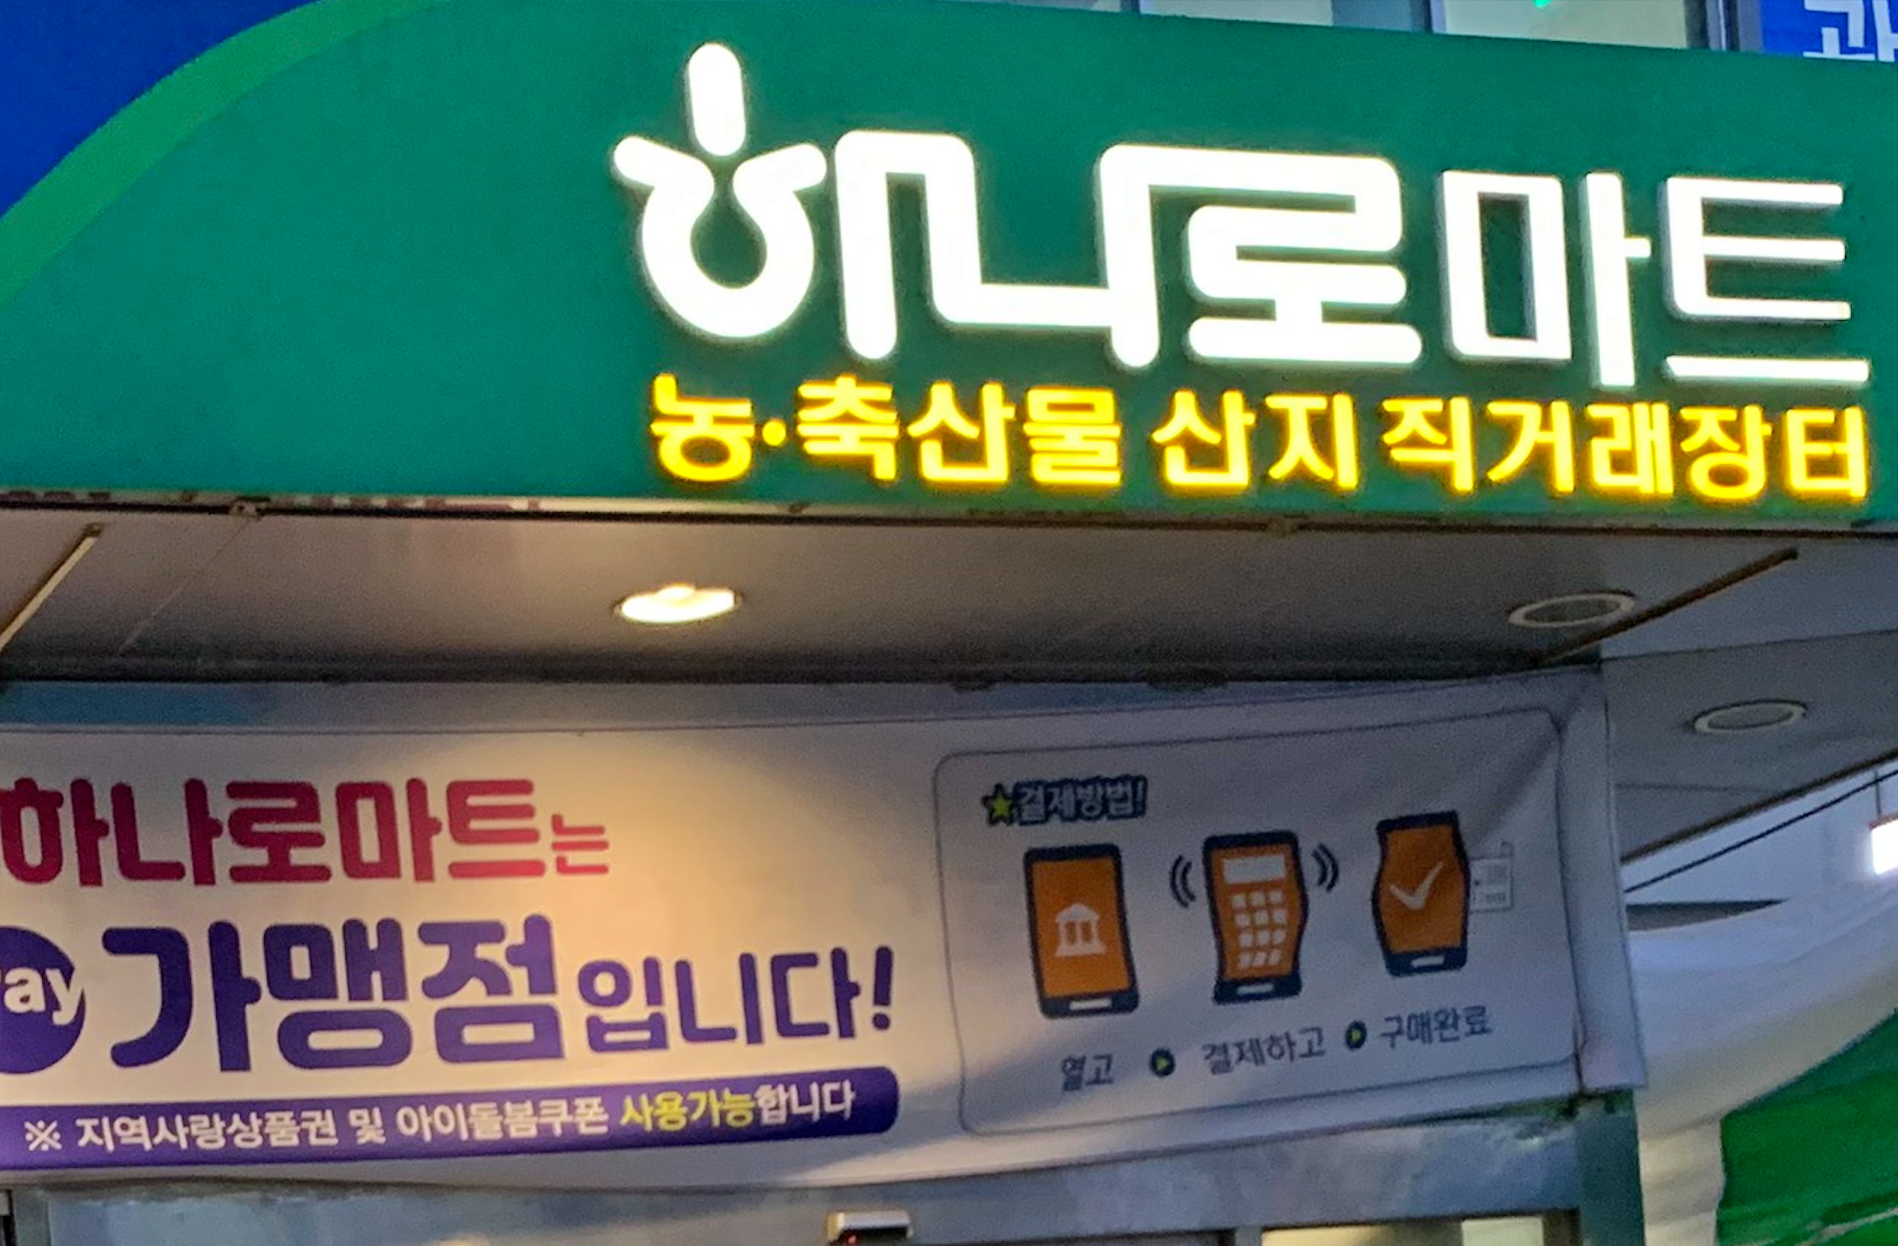 하나로마트
농·축산물 산지 직거래장터
하나로마트는
가맹점입니다!
※ 지역사랑상품권 및 아이돌봄쿠폰 사용가능합니다
★결제방법!
열고 결제하고 구매완료